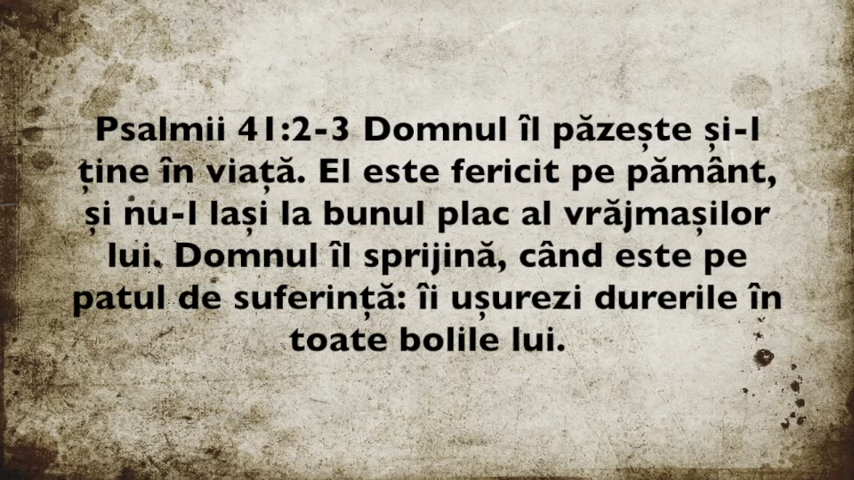 Psalmii 41:2-3 Domnul îl păzește și-l
ține în viață. El este fericit pe pământ,
și nu-l lași la bunul plac al vrăjmașilor
lui. Domnul îl sprijină, când este pe
patul de suferință: îi ușurezi durerile în
toate bolile lui.